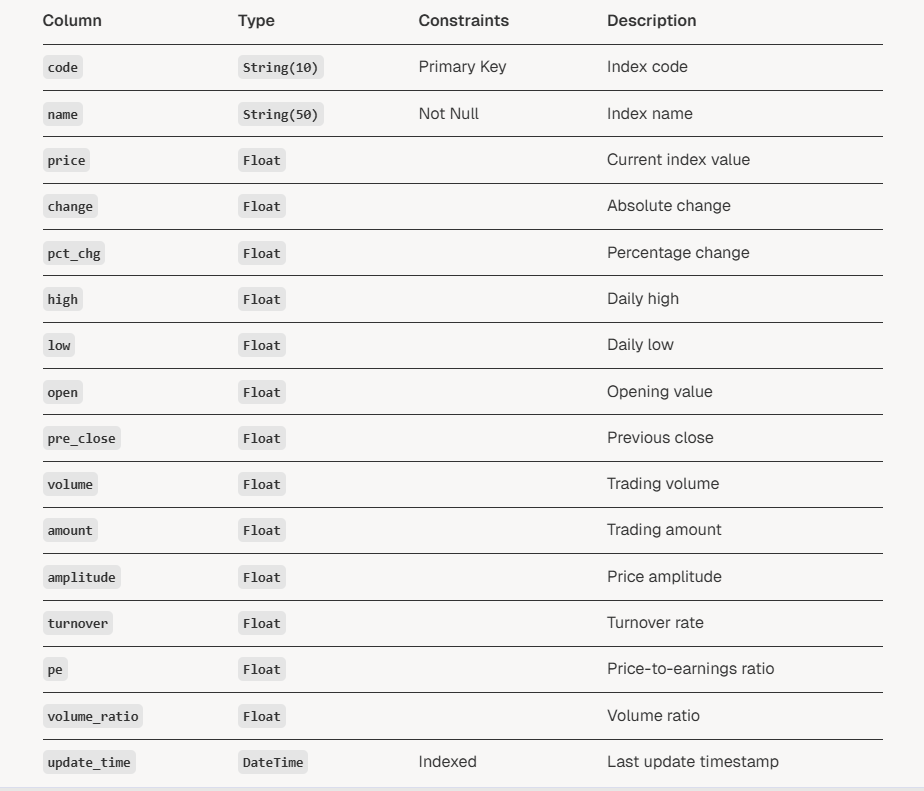 Column Type Constraints Description
code String(10) Primary Key Index code
name String(50) Not Null Index name
price Float Current index value
change Float Absolute change
pct_chg Float Percentage change
high Float Daily high
low Float Daily low
open Float Opening value
pre_close Float Previous close
volume Float Trading volume
amount Float Trading amount
amplitude Float Price amplitude
turnover Float Turnover rate
pe Float Price-to-earnings ratio
volume_ratio Float Volume ratio
update_time DateTime Indexed Last update timestamp